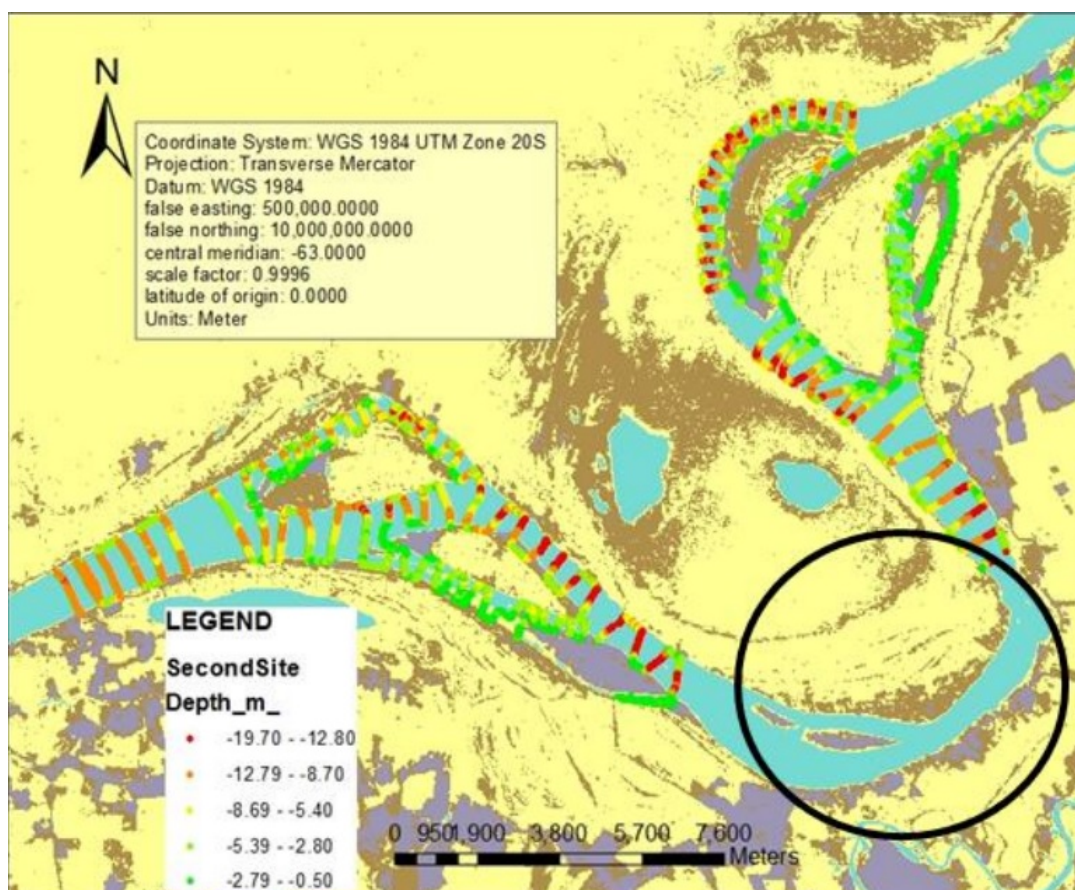 N
Coordinate System: WGS 1984 UTM Zone 20S
Projection: Transverse Mercator
Datum: WGS 1984
false easting: 500,000.0000
false northing: 10,000,000.0000
central meridian: -63.0000
scale factor: 0.9996
latitude of origin: 0.0000
Units: Meter
LEGEND
SecondSite
Depth_m_
-19.70 - -12.80
-12.79 - -8.70
-8.69 - -5.40
-5.39 - -2.80
-2.79 - -0.50
0 950 1,900 3,800 5,700 7,600
Meters